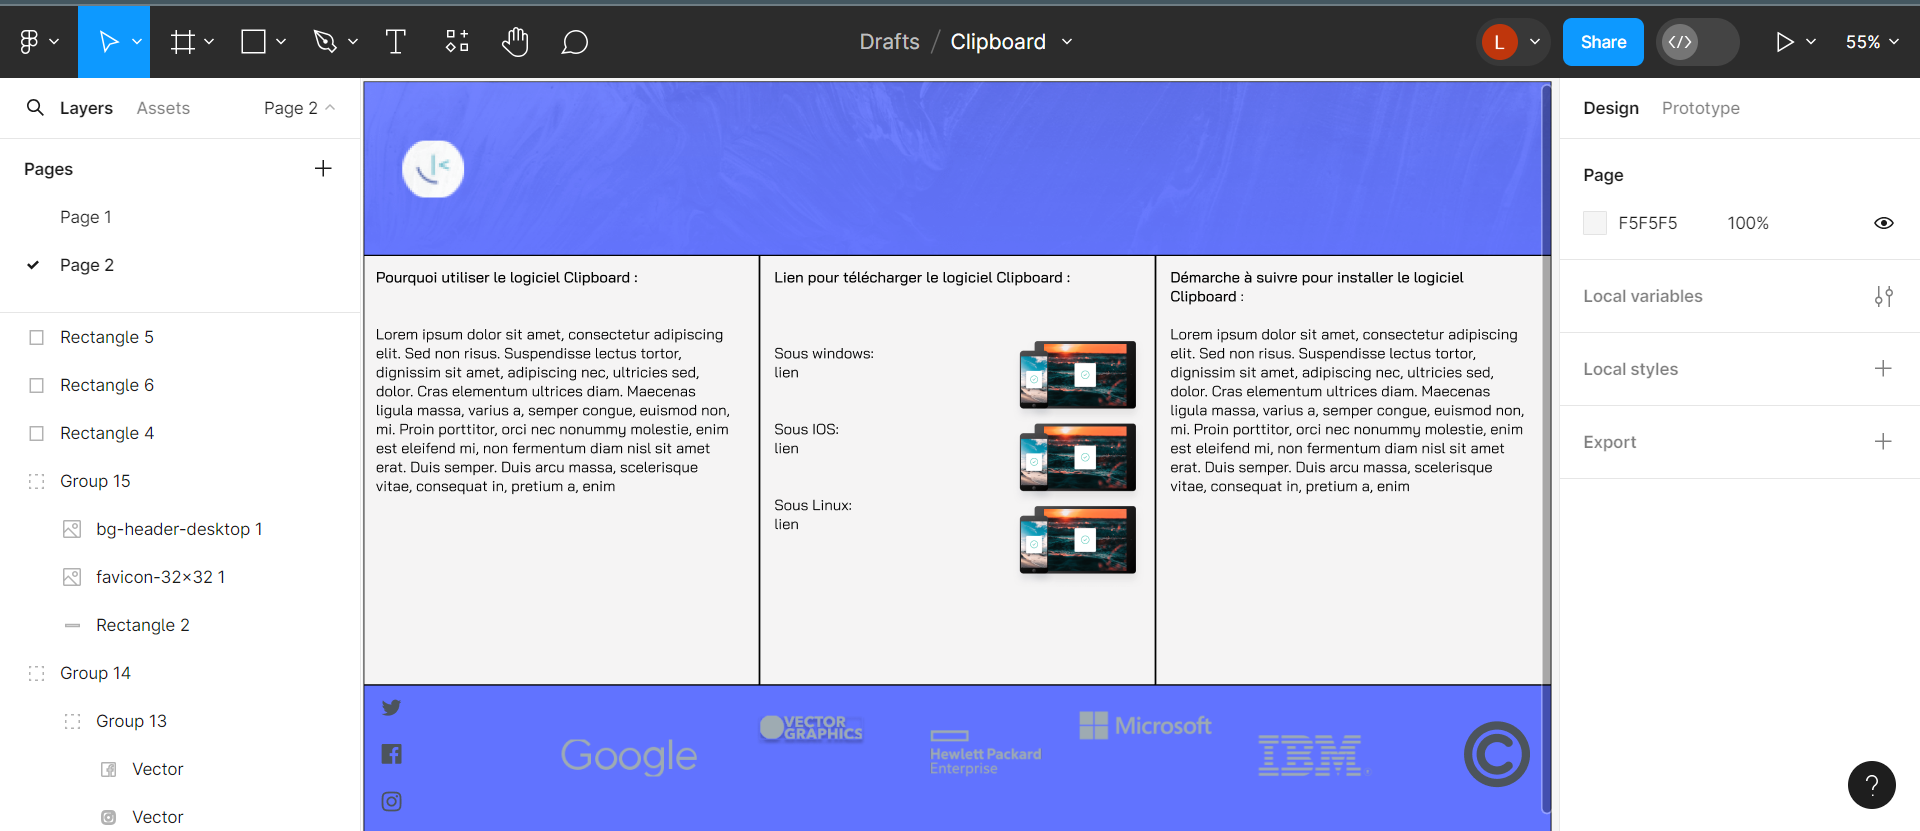 Drafts / Clipboard
L
Share
55%
Layers
Assets
Page 2
Pages
Page 1
Page 2
Rectangle 5
Rectangle 6
Rectangle 4
Group 15
bg-header-desktop 1
favicon-32×32 1
Rectangle 2
Group 14
Group 13
Vector
Vector
Pourquoi utiliser le logiciel Clipboard :
Lorem ipsum dolor sit amet, consectetur adipiscing
elit. Sed non risus. Suspendisse lectus tortor,
dignissim sit amet, adipiscing nec, ultricies sed,
dolor. Cras elementum ultrices diam. Maecenas
ligula massa, varius a, semper congue, euismod non,
mi. Proin porttitor, orci nec nonummy molestie, enim
est eleifend mi, non fermentum diam nisl sit amet
erat. Duis semper. Duis arcu massa, scelerisque
vitae, consequat in, pretium a, enim
Lien pour télécharger le logiciel Clipboard :
Sous windows:
lien
Sous IOS:
lien
Sous Linux:
lien
Démarche à suivre pour installer le logiciel
Clipboard :
Lorem ipsum dolor sit amet, consectetur adipiscing
elit. Sed non risus. Suspendisse lectus tortor,
dignissim sit amet, adipiscing nec, ultricies sed,
dolor. Cras elementum ultrices diam. Maecenas
ligula massa, varius a, semper congue, euismod non,
mi. Proin porttitor, orci nec nonummy molestie, enim
est eleifend mi, non fermentum diam nisl sit amet
erat. Duis semper. Duis arcu massa, scelerisque
vitae, consequat in, pretium a, enim
Google
VECTOR
GRAPHICS
Hewlett Packard
Enterprise
Microsoft
IBM
©
Design
Prototype
Page
F5F5F5
100%
Local variables
Local styles
Export
?